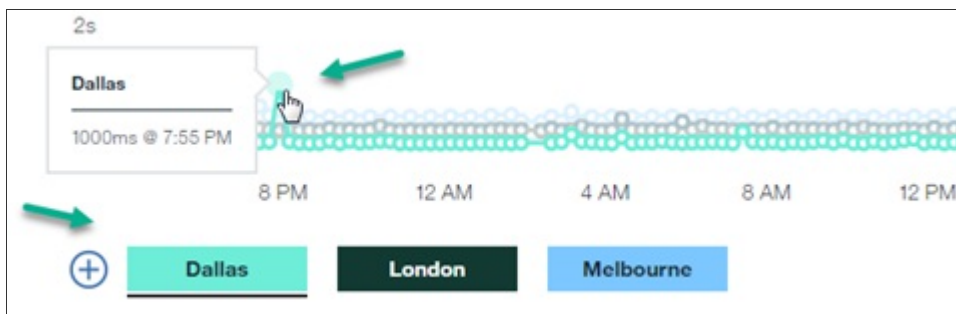 2s
Dallas
1000ms @ 7:55 PM
8 PM 12 AM 4 AM 8 AM 12 PM
Dallas London Melbourne